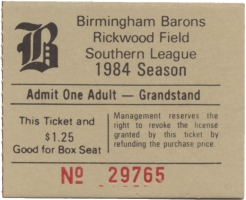 B
Birmingham Barons
Rickwood Field
Southern League
1984 Season
Admit One Adult — Grandstand
This Ticket and
$1.25
Good for Box Seat
Management reserves the
right to revoke the license
granted by this ticket by
refunding the purchase price
No 29765